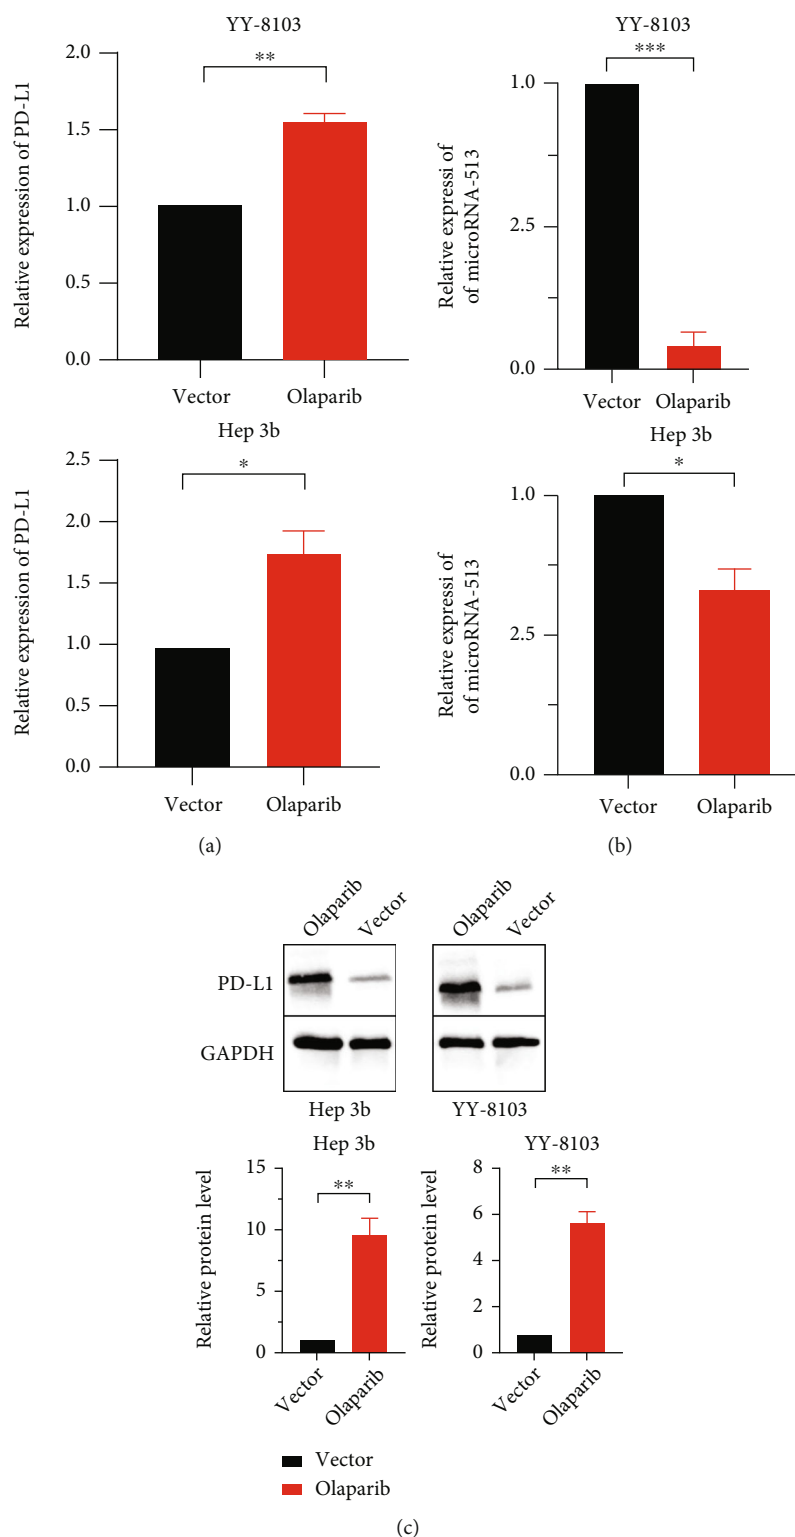 YY-8103
**
Relative expression of PD-L1
2.0
1.5
1.0
0.5
0.0
Vector
Olaparib
YY-8103
***
Relative expressi of
of microRNA-513
1.0
2.5
0.0
Vector
Olaparib
Hep 3b
*
Relative expression of PD-L1
2.5
2.0
1.5
1.0
0.5
0.0
Vector
Olaparib
(a)
Hep 3b
*
Relative expressi of
of microRNA-513
1.0
2.5
0.0
Vector
Olaparib
(b)
Olaparib
Vector
Olaparib
Vector
PD-L1
GAPDH
Hep 3b
YY-8103
Hep 3b
**
Relative protein level
15
10
5
0
Vector
Olaparib
YY-8103
**
Relative protein level
8
6
4
2
0
Vector
Olaparib
Vector
Olaparib
(c)